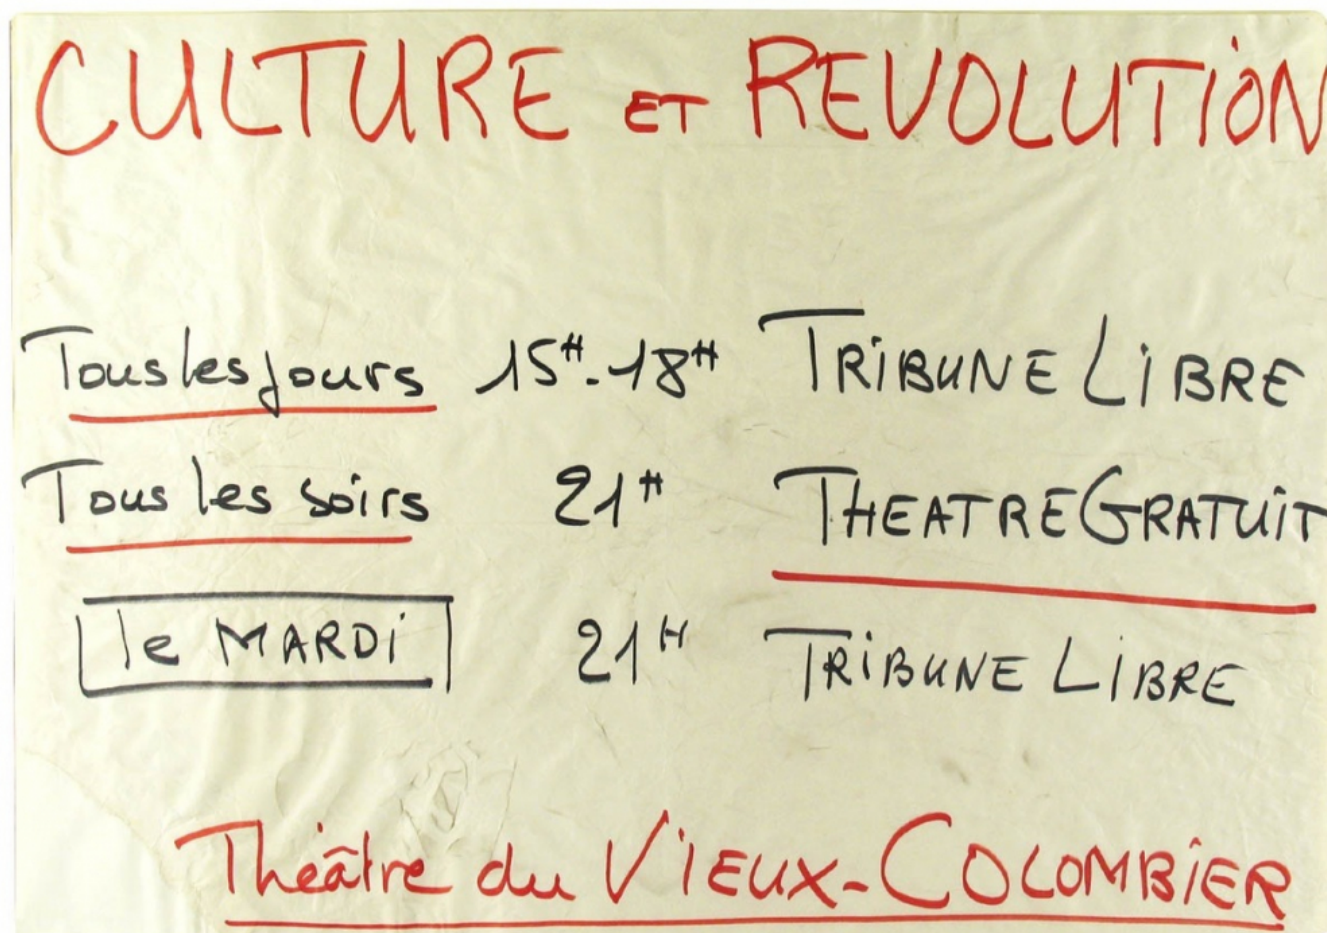 CULTURE ET REVOLUTION
Tous les jours 15H-18H TRIBUNE LIBRE
Tous les soirs 21H THEATRE GRATUIT
le MARDI 21H TRIBUNE LIBRE
Théâtre du VIEUX-COLOMBIER